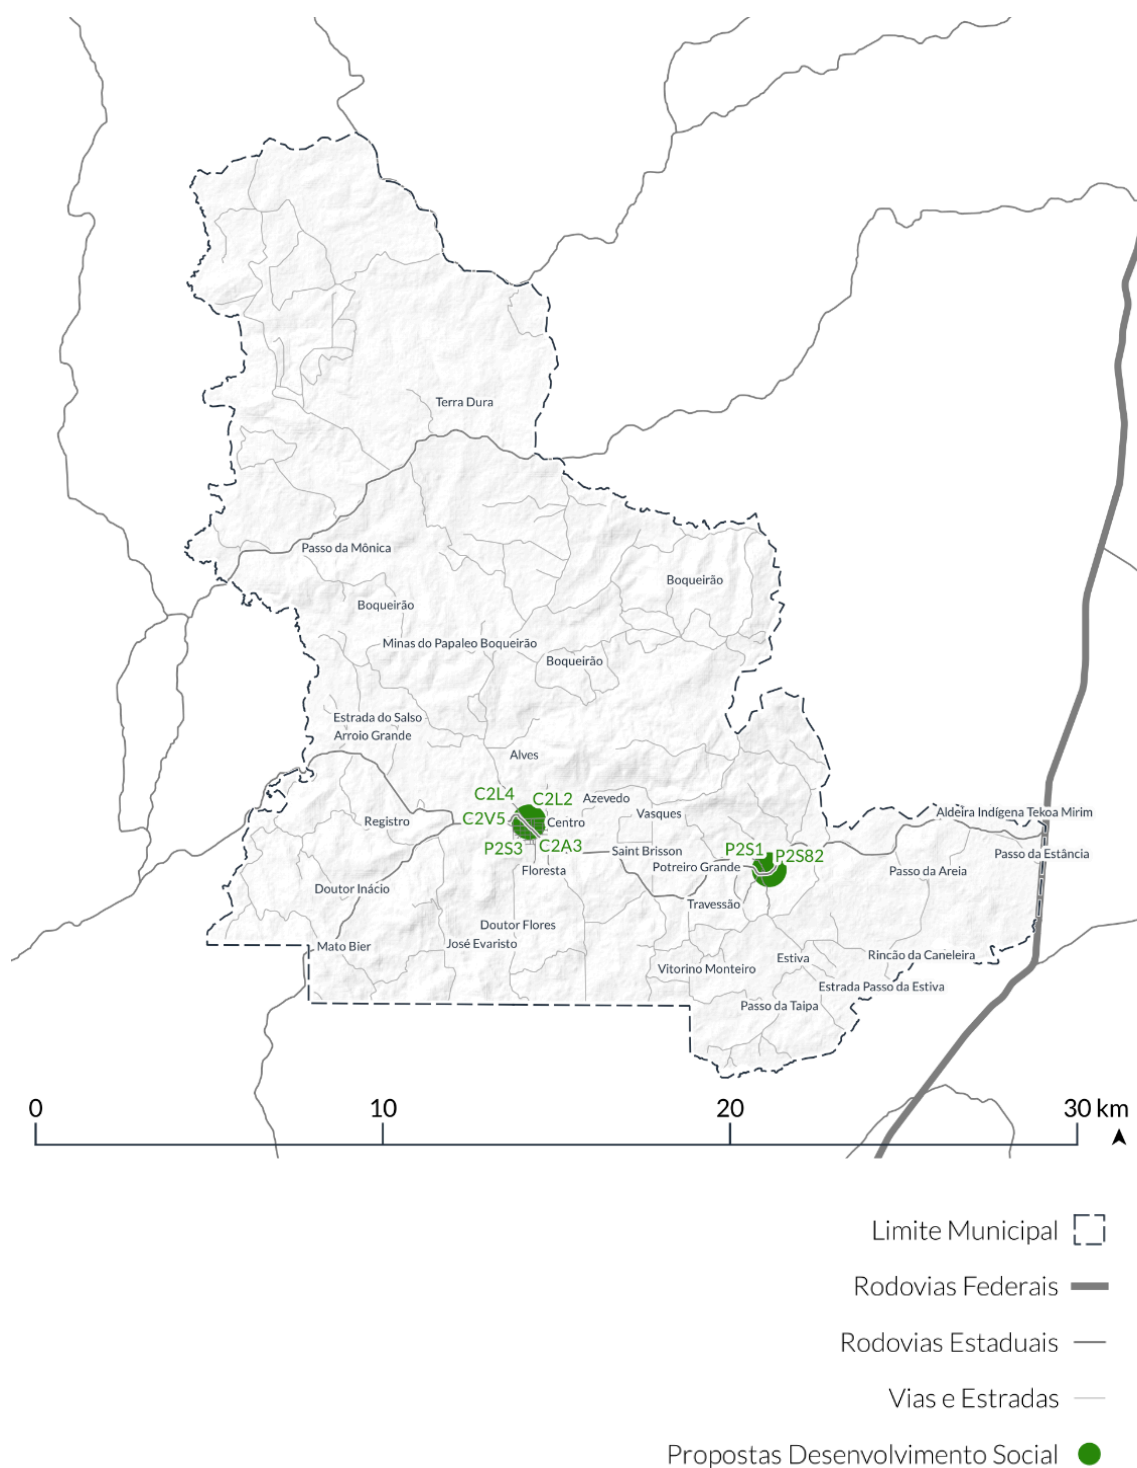 Terra Dura
Passo da Mônica
Boqueirão
Boqueirão
Minas do Papaleo Boqueirão
Boqueirão
Estrada do Salso
Arroio Grande
Alves
C2L4
C2L2
Azevedo
Aldeira Indígena Tekoa Mirim
C2V5
Centro
Vasques
Registro
P2S3
C2A3
Saint Brisson
P2S1
P2S82
Passo da Estância
Floresta
Potreiro Grande
Passo da Areia
Doutor Inácio
Travessão
Doutor Flores
José Evaristo
Mato Bier
Vitorino Monteiro
Estiva
Rincão da Caneleira
Estrada Passo da Estiva
Passo da Taipa
0 10 20 30 km
Limite Municipal
Rodovias Federais
Rodovias Estaduais
Vias e Estradas
Propostas Desenvolvimento Social